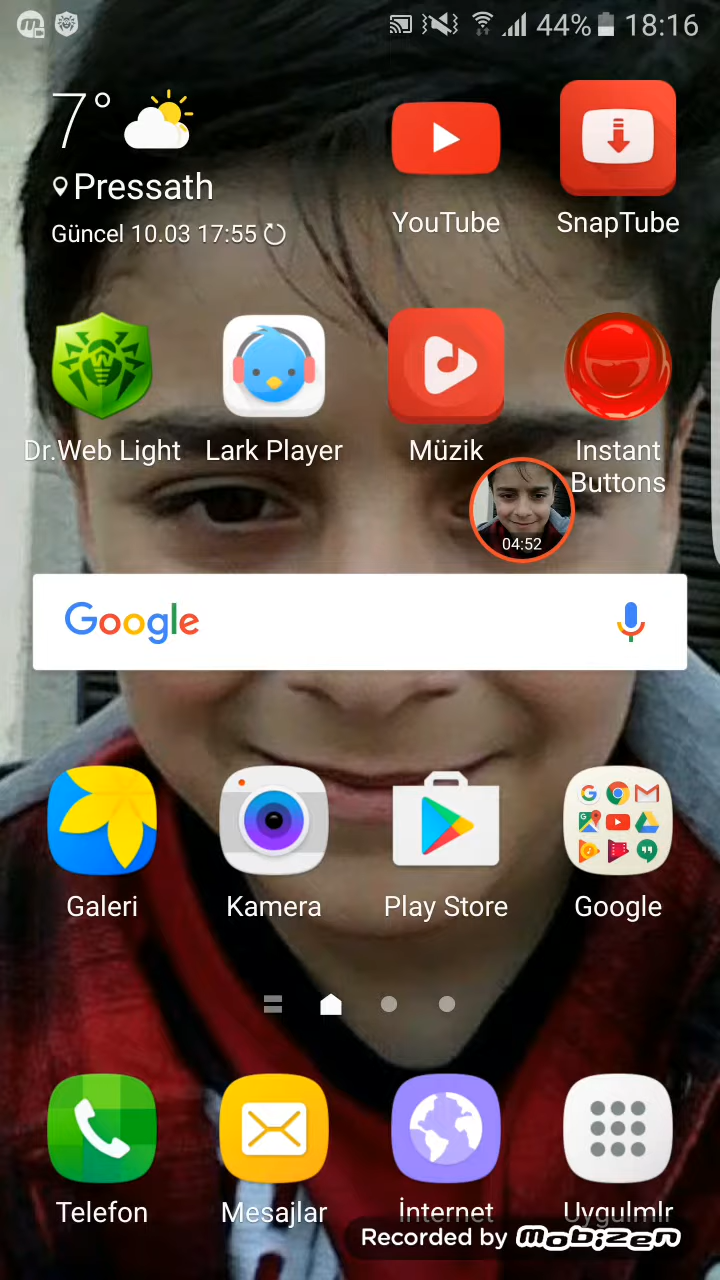 44% 18:16
7°
Pressath
Güncel 10.03 17:55
YouTube
SnapTube
Dr.Web Light
Lark Player
Müzik
Instant
Buttons
04:52
Google
Galeri
Kamera
Play Store
Google
Telefon
Mesajlar
İnternet
Uygulmlr
Recorded by mobizen